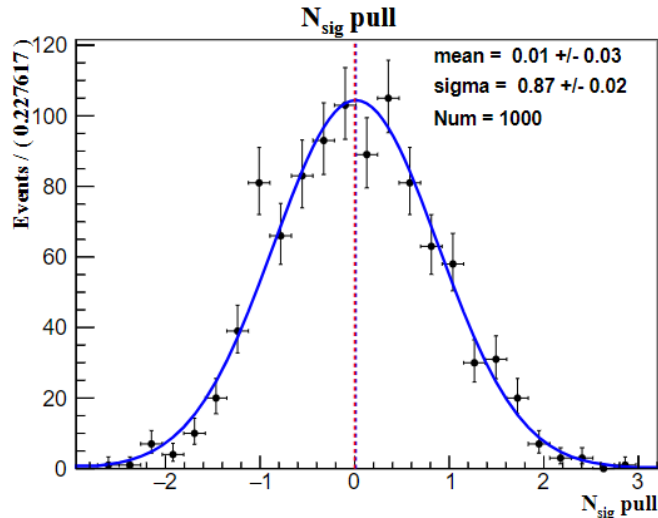 N_sig pull
mean = 0.01 +/- 0.03
sigma = 0.87 +/- 0.02
Num = 1000
Events / ( 0.227617 )
120
100
80
60
40
20
0
−2 −1 0 1 2 3
N_sig pull